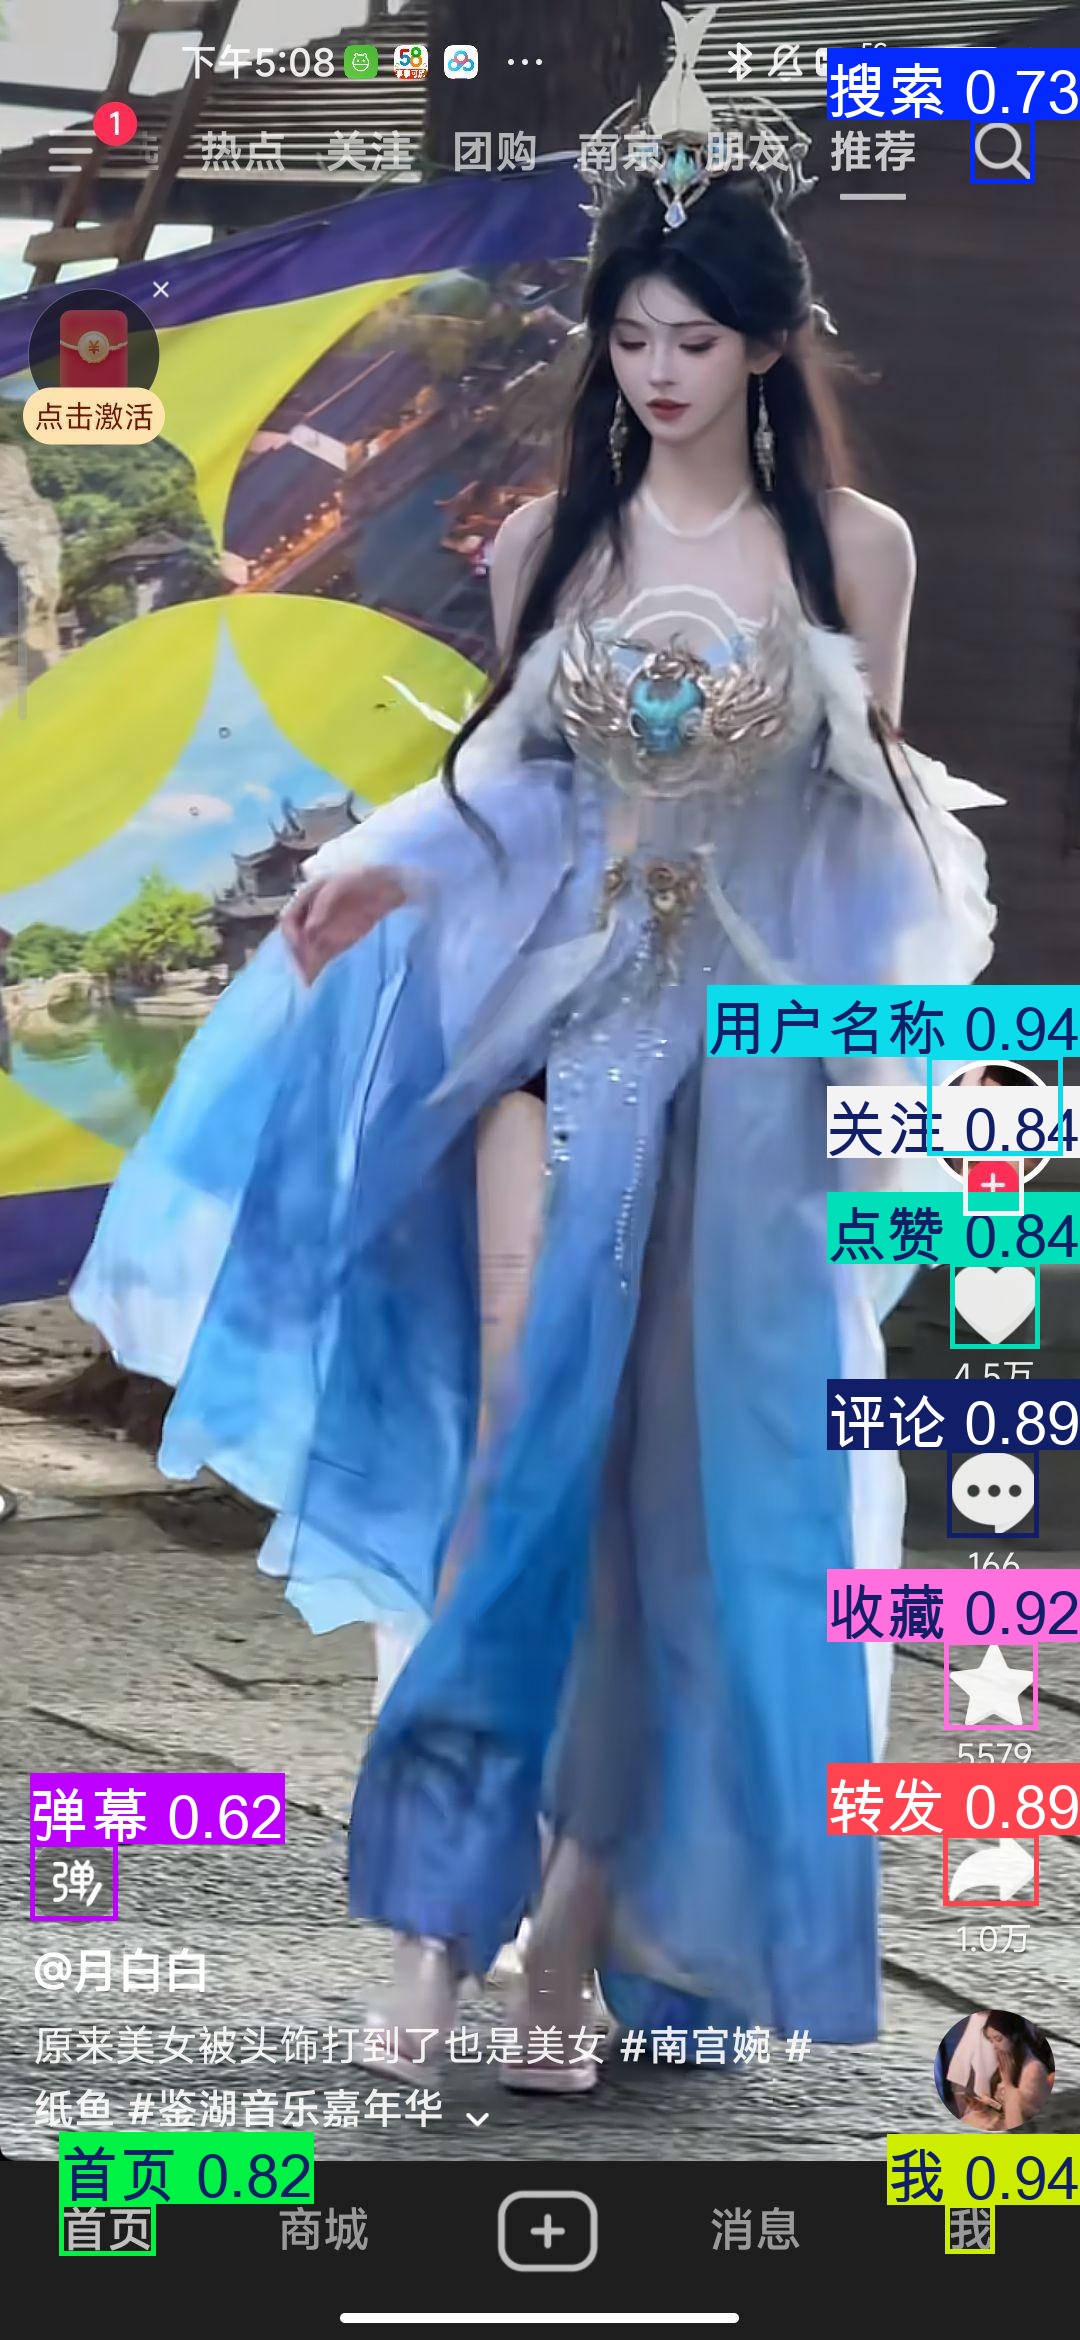 下午5:08
搜索 0.73
1
热点 关注 团购 南京 朋友 推荐
点击激活
用户名称 0.94
关注 0.84
点赞 0.84
4.5万
评论 0.89
166
收藏 0.92
5579
转发 0.89
1.0万
弹幕 0.62
弹
@月白白
原来美女被头饰打到了也是美女 #南宫婉 #
纸鱼 #鉴湖音乐嘉年华
首页 0.82
我 0.94
首页 商城 消息 我